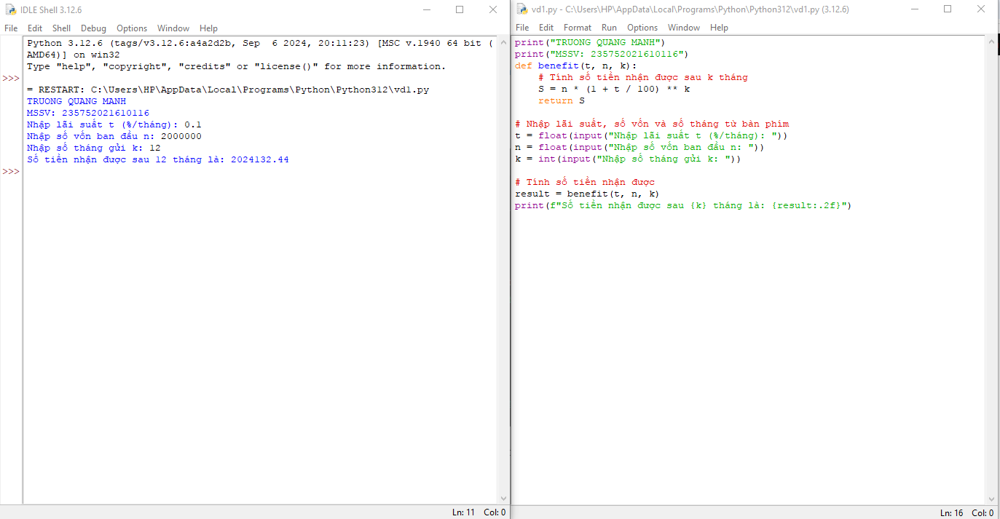 IDLE Shell 3.12.6
File Edit Shell Debug Options Window Help
Python 3.12.6 (tags/v3.12.6:a4a2d2b, Sep  6 2024, 20:11:23) [MSC v.1940 64 bit (
AMD64)] on win32
Type "help", "copyright", "credits" or "license()" for more information.
>>>
= RESTART: C:\Users\HP\AppData\Local\Programs\Python\Python312\vd1.py
TRUONG QUANG MANH
MSSV: 235752021610116
Nhập lãi suất t (%/tháng): 0.1
Nhập số vốn ban đầu n: 2000000
Nhập số tháng gửi k: 12
Số tiền nhận được sau 12 tháng là: 2024132.44
>>>
Ln: 11 Col: 0
vd1.py - C:\Users\HP\AppData\Local\Programs\Python\Python312\vd1.py (3.12.6)
File Edit Format Run Options Window Help
print("TRUONG QUANG MANH")
print("MSSV: 235752021610116")
def benefit(t, n, k):
    # Tính số tiền nhận được sau k tháng
    S = n * (1 + t / 100) ** k
    return S
# Nhập lãi suất, số vốn và số tháng từ bàn phím
t = float(input("Nhập lãi suất t (%/tháng): "))
n = float(input("Nhập số vốn ban đầu n: "))
k = int(input("Nhập số tháng gửi k: "))
# Tính số tiền nhận được
result = benefit(t, n, k)
print(f"Số tiền nhận được sau {k} tháng là: {result:.2f}")
Ln: 16 Col: 0